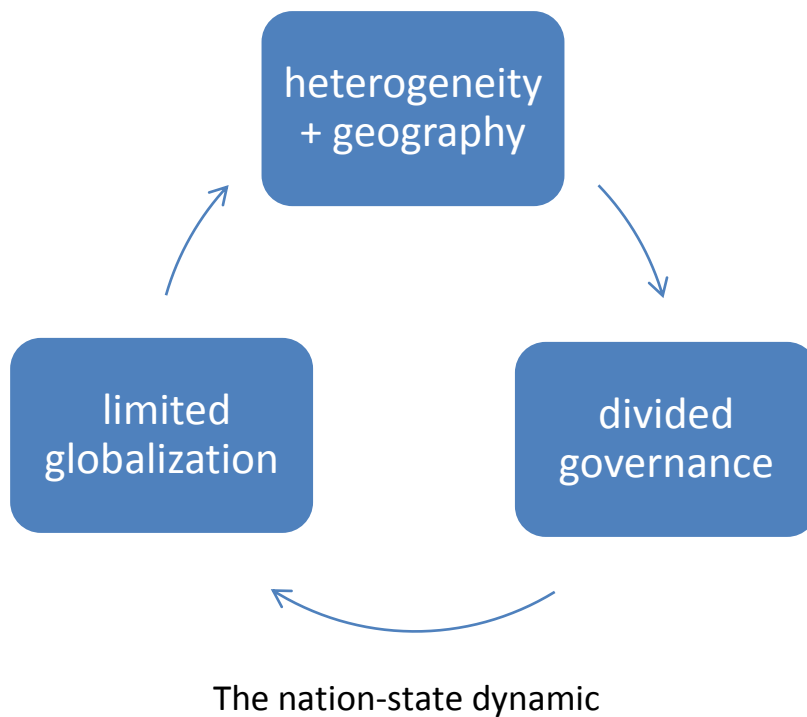 heterogeneity
+ geography
limited
globalization
divided
governance
The nation-state dynamic